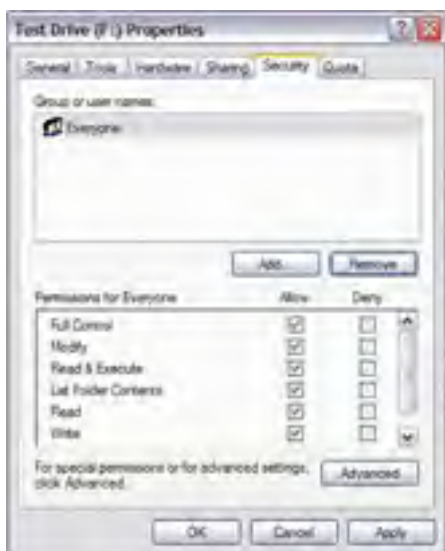 Test Drive (F:) Properties
General Tools Hardware Sharing Security Quota
Group or user names:
Everyone
Add... Remove
Permissions for Everyone Allow Deny
Full Control
Modify
Read & Execute
List Folder Contents
Read
Write
For special permissions or for advanced settings,
click Advanced.
Advanced
OK Cancel Apply